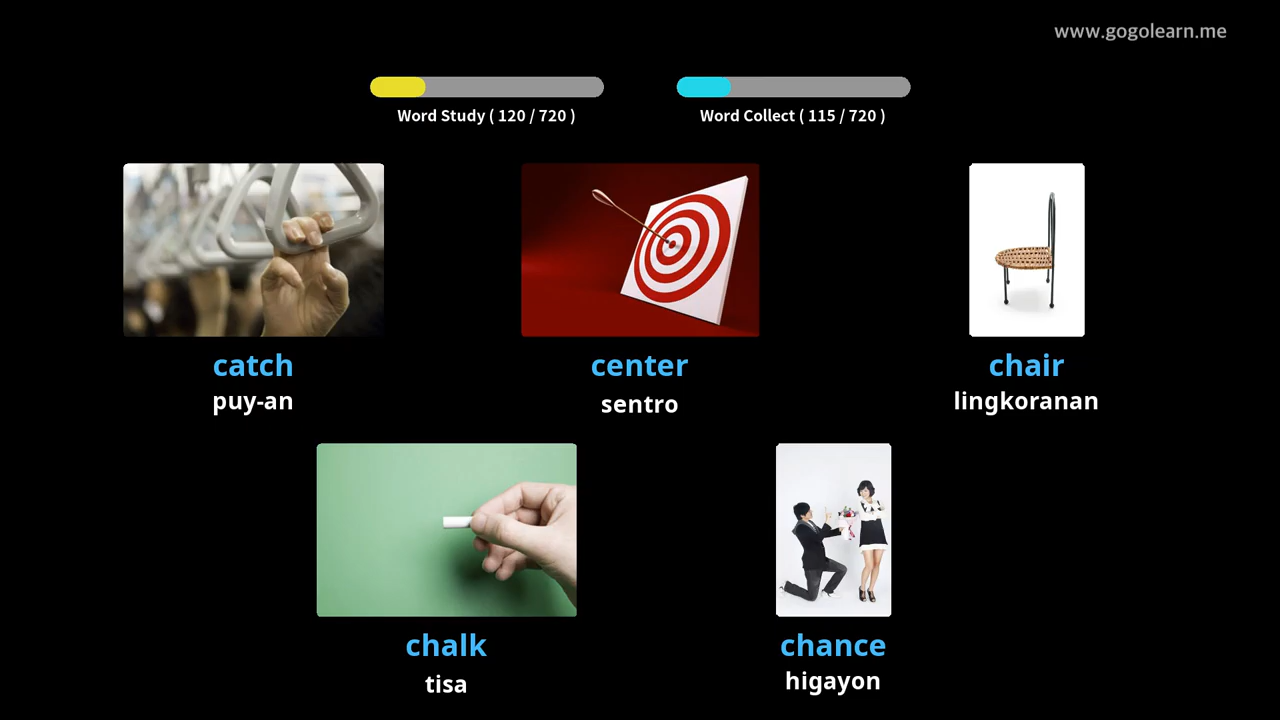 www.gogolearn.me
Word Study ( 120 / 720 )
Word Collect ( 115 / 720 )
catch
puy-an
center
sentro
chair
lingkoranan
chalk
tisa
chance
higayon